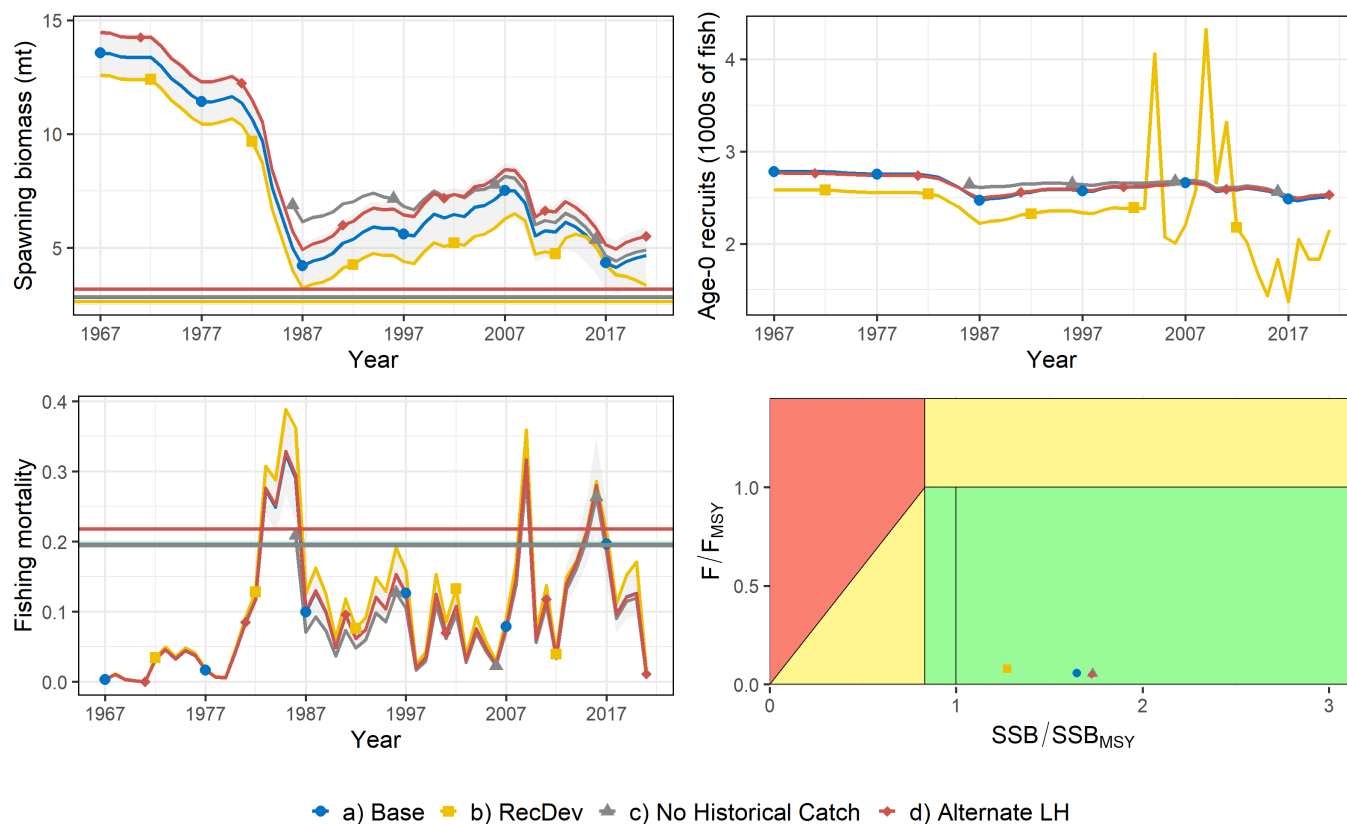 15
10
5
1967 1977 1987 1997 2007 2017
Spawning biomass (mt)
Year
4
3
2
1967 1977 1987 1997 2007 2017
Age-0 recruits (1000s of fish)
Year
0.4
0.3
0.2
0.1
0.0
1967 1977 1987 1997 2007 2017
Fishing mortality
Year
1.0
0.5
0.0
0 1 2 3
F/F_MSY
SSB/SSB_MSY
a) Base b) RecDev c) No Historical Catch d) Alternate LH